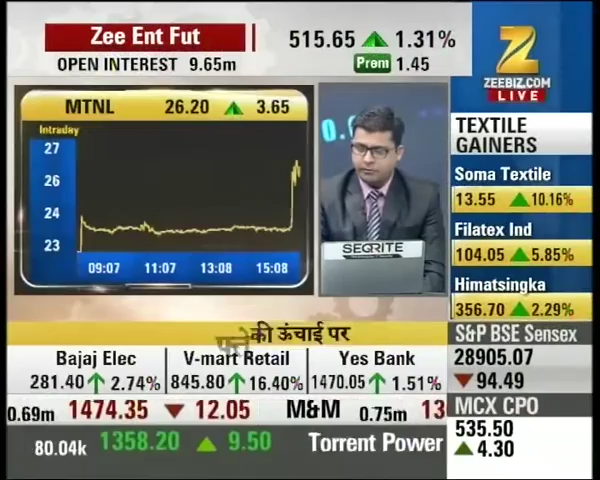 Zee Ent Fut
515.65 1.31%
OPEN INTEREST 9.65m
Prem 1.45
ZEEBIZ.COM
LIVE
MTNL 26.20 3.65
Intraday
27
26
24
23
09:07 11:07 13:08 15:08
SEQRITE
TEXTILE
GAINERS
Soma Textile
13.55 10.16%
Filatex Ind
104.05 5.85%
Himatsingka
356.70 2.29%
की ऊंचाई पर
Bajaj Elec
281.40 2.74%
V-mart Retail
845.80 16.40%
Yes Bank
1470.05 1.51%
S&P BSE Sensex
28905.07
94.49
0.69m 1474.35 12.05 M&M 0.75m 13
MCX CPO
535.50
4.30
80.04k 1358.20 9.50 Torrent Power